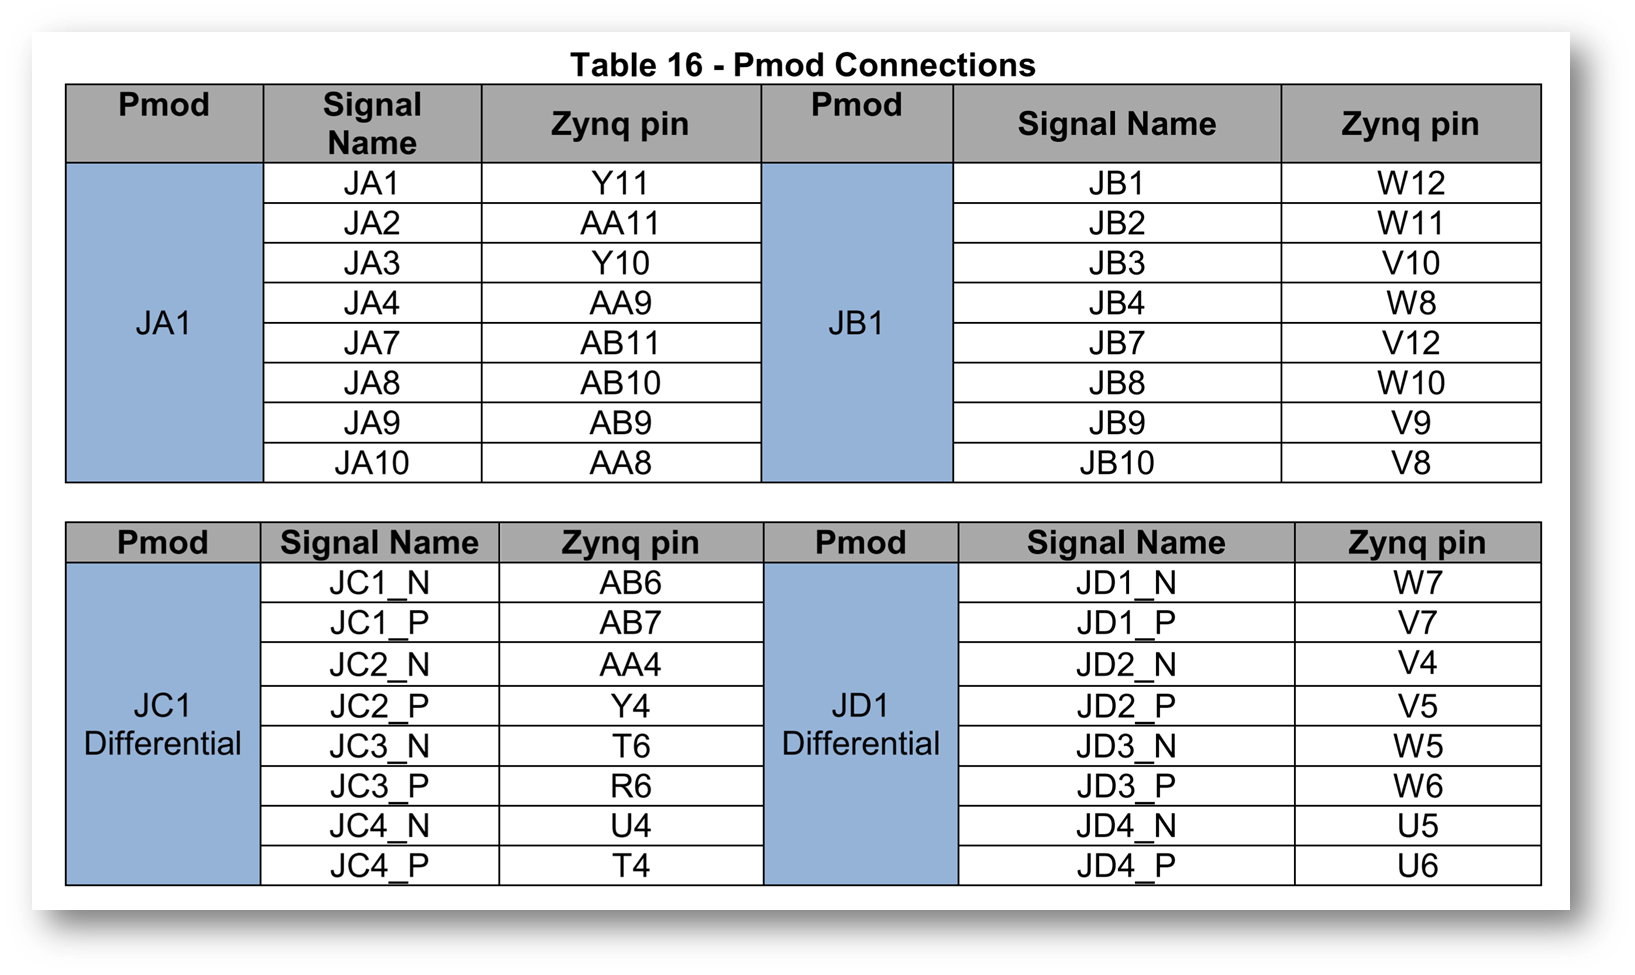 Table 16 - Pmod Connections
Pmod Signal Name Zynq pin Pmod Signal Name Zynq pin
JA1 JB1
JA1 Y11 JB1 W12
JA2 AA11 JB2 W11
JA3 Y10 JB3 V10
JA4 AA9 JB4 W8
JA7 AB11 JB7 V12
JA8 AB10 JB8 W10
JA9 AB9 JB9 V9
JA10 AA8 JB10 V8
Pmod Signal Name Zynq pin Pmod Signal Name Zynq pin
JC1 Differential JD1 Differential
JC1_N AB6 JD1_N W7
JC1_P AB7 JD1_P V7
JC2_N AA4 JD2_N V4
JC2_P Y4 JD2_P V5
JC3_N T6 JD3_N W5
JC3_P R6 JD3_P W6
JC4_N U4 JD4_N U5
JC4_P T4 JD4_P U6